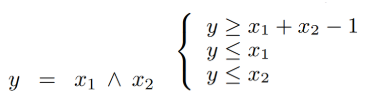 y ≥ x₁ + x₂ − 1
y ≤ x₁
y = x₁ ∧ x₂ { y ≤ x₂